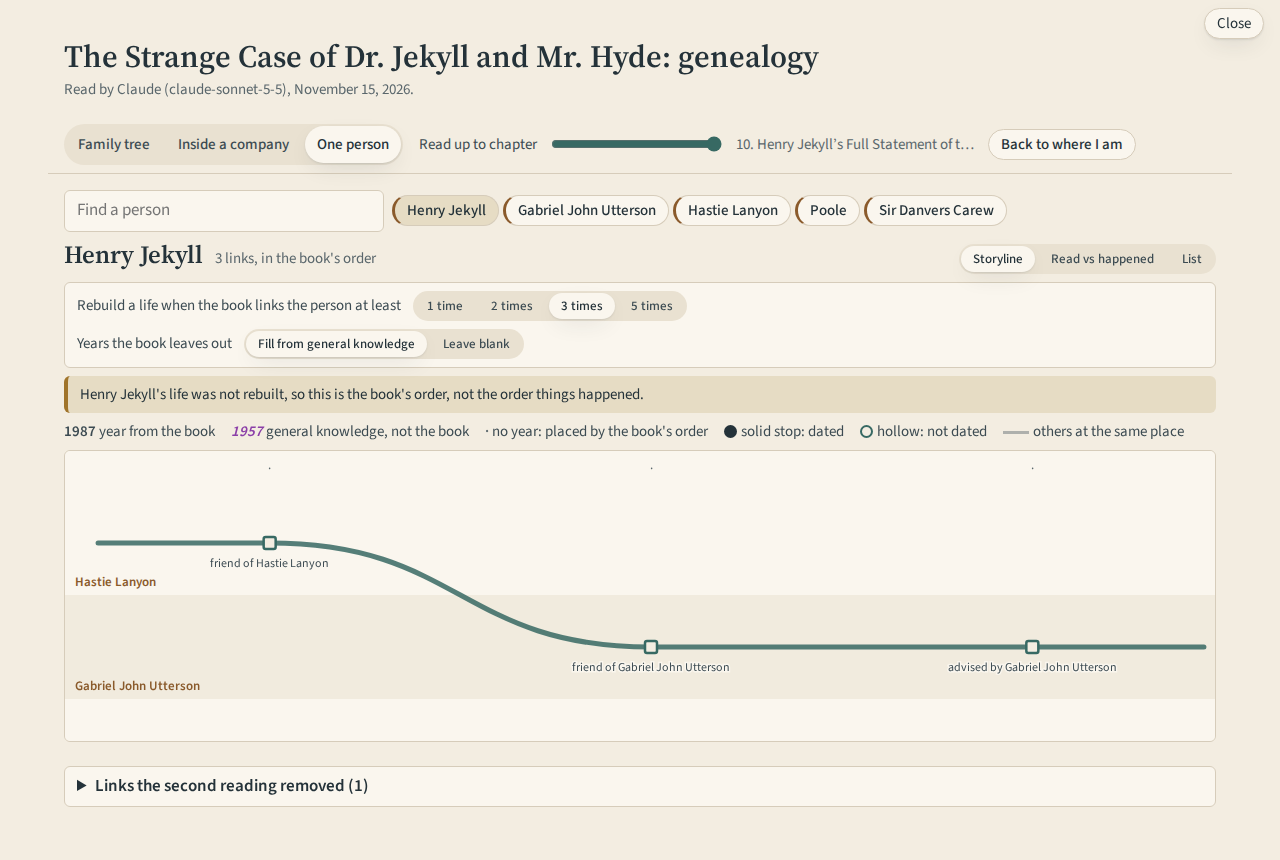 Close
The Strange Case of Dr. Jekyll and Mr. Hyde: genealogy
Read by Claude (claude-sonnet-5-5), November 15, 2026.
Family tree Inside a company One person Read up to chapter 10. Henry Jekyll’s Full Statement of t… Back to where I am
Find a person Henry Jekyll Gabriel John Utterson Hastie Lanyon Poole Sir Danvers Carew
Henry Jekyll 3 links, in the book's order Storyline Read vs happened List
Rebuild a life when the book links the person at least 1 time 2 times 3 times 5 times
Years the book leaves out Fill from general knowledge Leave blank
Henry Jekyll's life was not rebuilt, so this is the book's order, not the order things happened.
1987 year from the book 1957 general knowledge, not the book · no year: placed by the book's order solid stop: dated hollow: not dated others at the same place
· · ·
friend of Hastie Lanyon
Hastie Lanyon
friend of Gabriel John Utterson advised by Gabriel John Utterson
Gabriel John Utterson
Links the second reading removed (1)